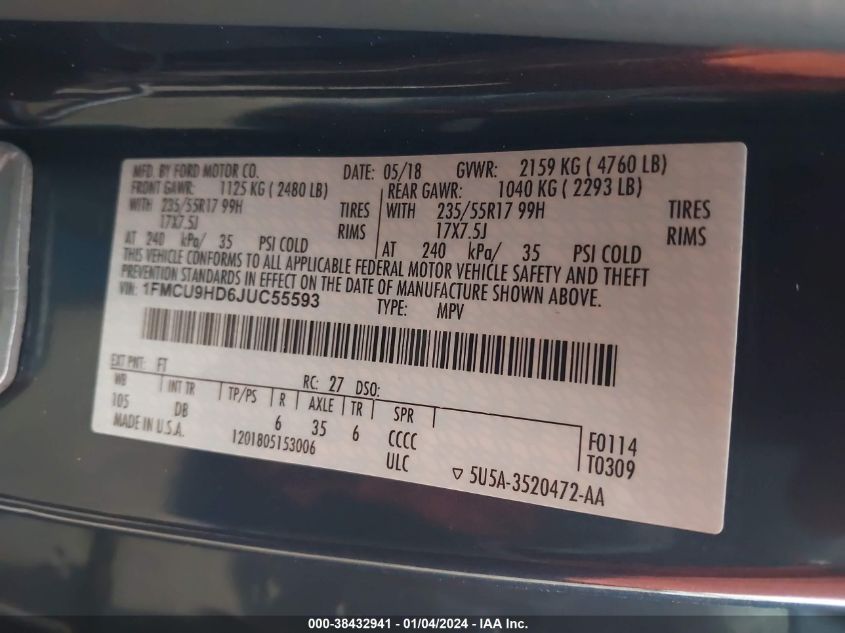 MFD. BY FORD MOTOR CO. DATE: 05/18 GVWR: 2159 KG ( 4760 LB)
FRONT GAWR: 1125 KG ( 2480 LB) REAR GAWR: 1040 KG ( 2293 LB)
WITH 235/55R17 99H TIRES WITH 235/55R17 99H TIRES
17X7.5J RIMS 17X7.5J RIMS
AT 240 kPa/ 35 PSI COLD AT 240 kPa/ 35 PSI COLD
THIS VEHICLE CONFORMS TO ALL APPLICABLE FEDERAL MOTOR VEHICLE SAFETY AND THEFT
PREVENTION STANDARDS IN EFFECT ON THE DATE OF MANUFACTURE SHOWN ABOVE.
VIN: 1FMCU9HD6JUC55593 TYPE: MPV
EXT PNT: FT RC: 27 DSO:
WB INT TR TP/PS R AXLE TR SPR
105 DB 6 35 6 CCCC F0114
MADE IN U.S.A. 1201805153006 ULC T0309
5U5A-3520472-AA
000-38432941 - 01/04/2024 - IAA Inc.